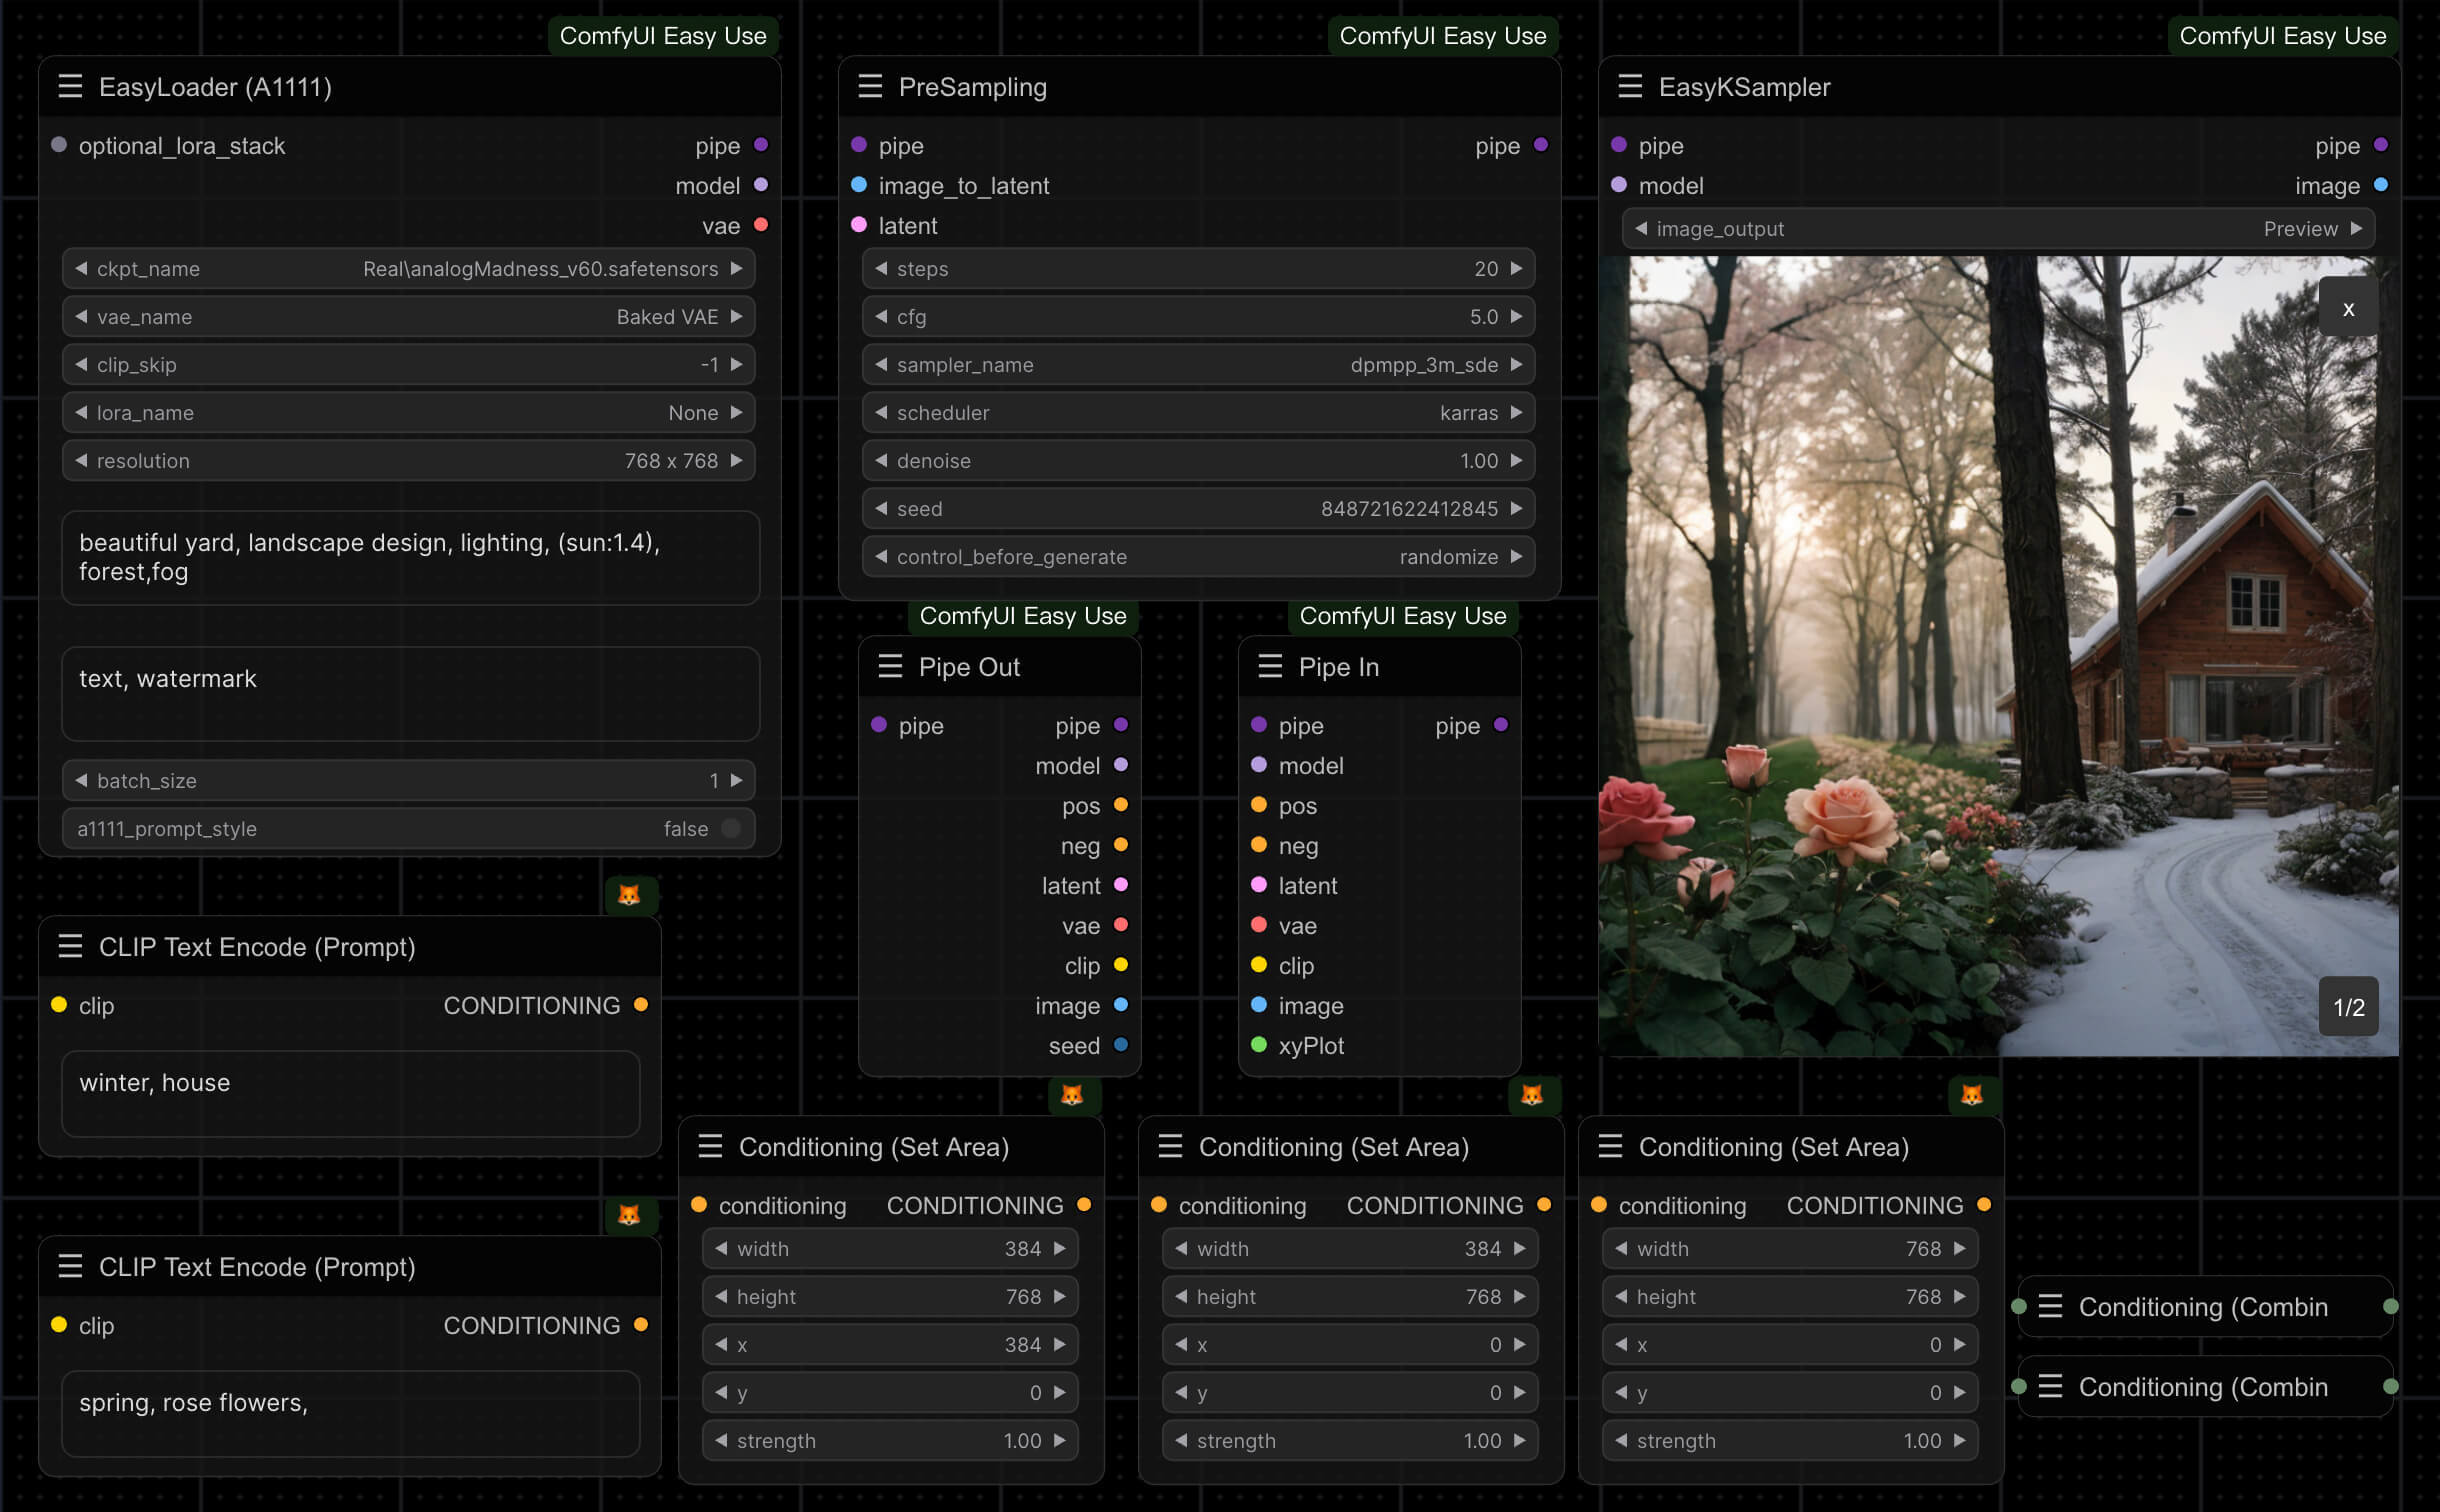 ComfyUI Easy Use
EasyLoader (A1111)
optional_lora_stack
pipe
model
vae
ckpt_name Real\analogMadness_v60.safetensors
vae_name Baked VAE
clip_skip -1
lora_name None
resolution 768 x 768
beautiful yard, landscape design, lighting, (sun:1.4),
forest,fog
text, watermark
batch_size 1
a1111_prompt_style false
ComfyUI Easy Use
PreSampling
pipe pipe
image_to_latent
latent
steps 20
cfg 5.0
sampler_name dpmpp_3m_sde
scheduler karras
denoise 1.00
seed 848721622412845
control_before_generate randomize
ComfyUI Easy Use
EasyKSampler
pipe pipe
model image
image_output Preview
x
1/2
ComfyUI Easy Use
Pipe Out
pipe pipe
model
pos
neg
latent
vae
clip
image
seed
ComfyUI Easy Use
Pipe In
pipe pipe
model
pos
neg
latent
vae
clip
image
xyPlot
CLIP Text Encode (Prompt)
clip CONDITIONING
winter, house
CLIP Text Encode (Prompt)
clip CONDITIONING
spring, rose flowers,
Conditioning (Set Area)
conditioning CONDITIONING
width 384
height 768
x 384
y 0
strength 1.00
Conditioning (Set Area)
conditioning CONDITIONING
width 384
height 768
x 0
y 0
strength 1.00
Conditioning (Set Area)
conditioning CONDITIONING
width 768
height 768
x 0
y 0
strength 1.00
Conditioning (Combin
Conditioning (Combin